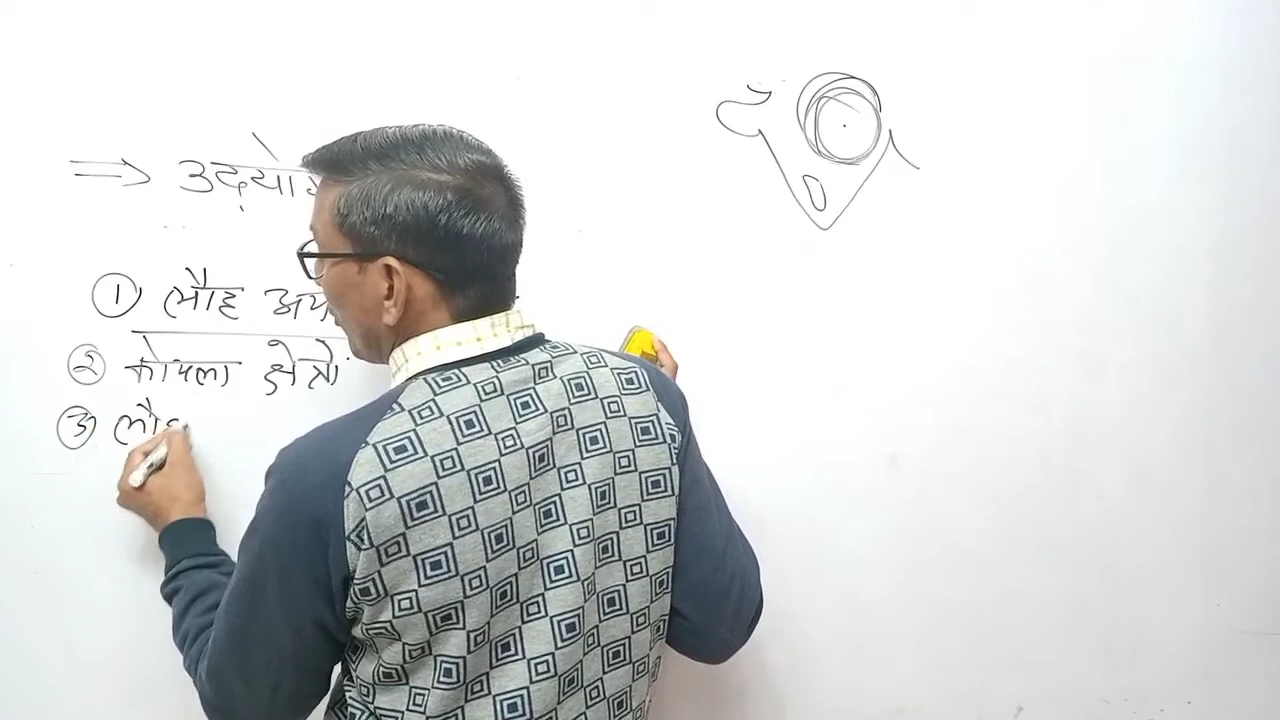 ⇒ उद्यो
① लौह अय
② कोयला क्षेत्रों
③ लौह